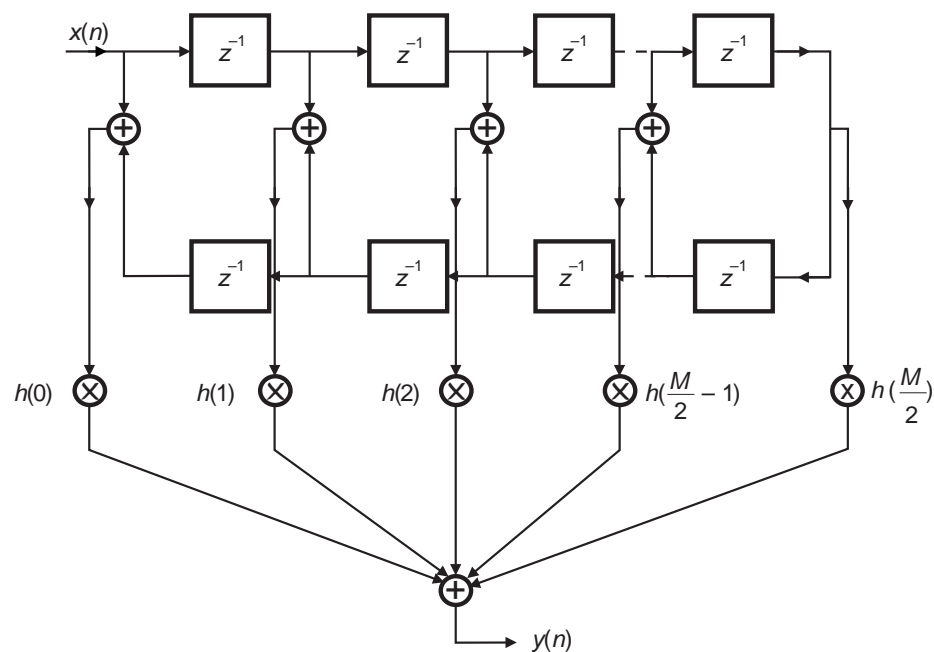 x(n)
z⁻¹ z⁻¹ z⁻¹ z⁻¹
z⁻¹ z⁻¹ z⁻¹ z⁻¹
h(0) h(1) h(2) h(M/2 – 1) h(M/2)
y(n)